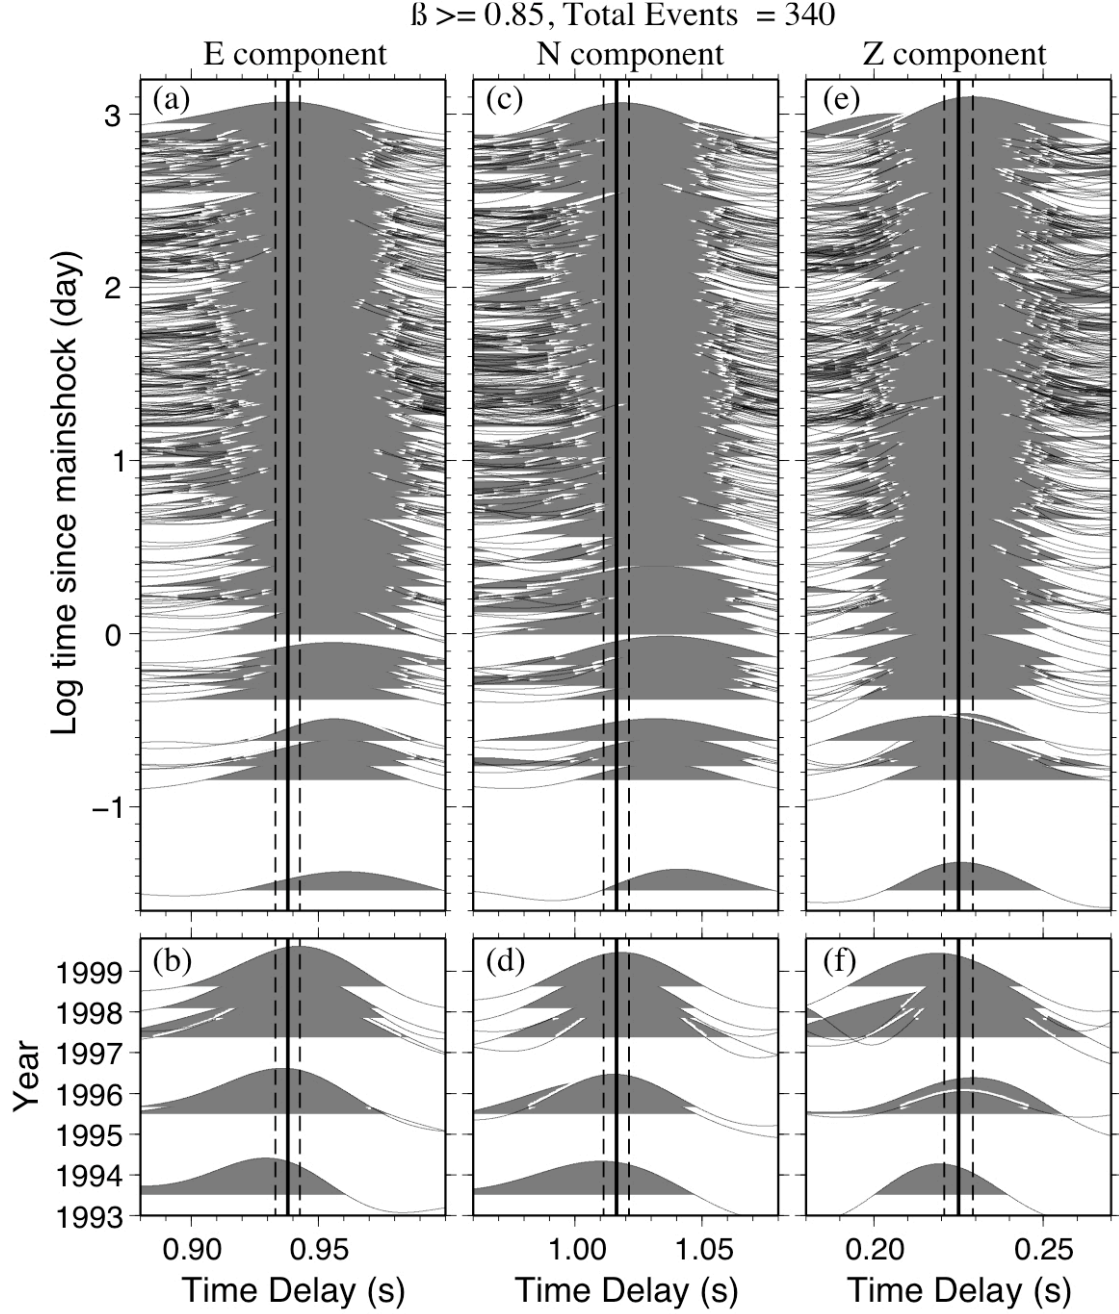 ß >= 0.85, Total Events = 340
E component N component Z component
(a) (c) (e)
3
2
1
0
−1
Log time since mainshock (day)
(b) (d) (f)
1999
1998
1997
1996
1995
1994
1993
Year
0.90 0.95 1.00 1.05 0.20 0.25
Time Delay (s) Time Delay (s) Time Delay (s)